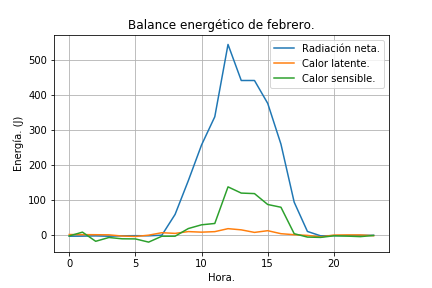 Balance energético de febrero.
Radiación neta.
Calor latente.
Calor sensible.
Energía. (J)
500
400
300
200
100
0
0 5 10 15 20
Hora.